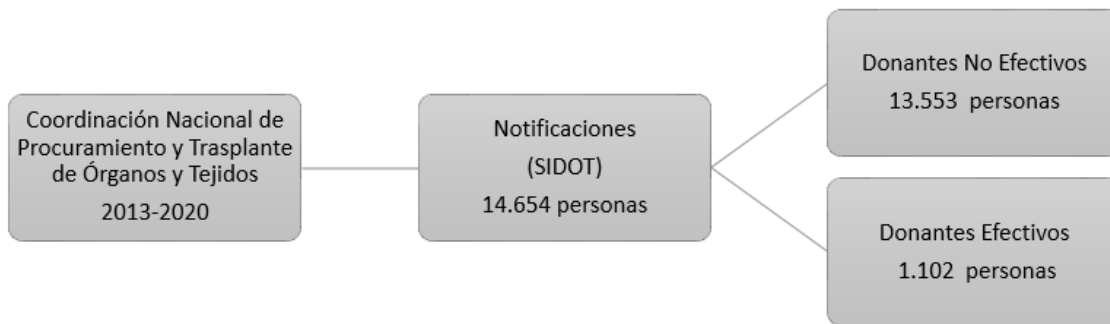 Coordinación Nacional de
Procuramiento y Trasplante
de Órganos y Tejidos
2013-2020
Notificaciones
(SIDOT)
14.654 personas
Donantes No Efectivos
13.553 personas
Donantes Efectivos
1.102 personas